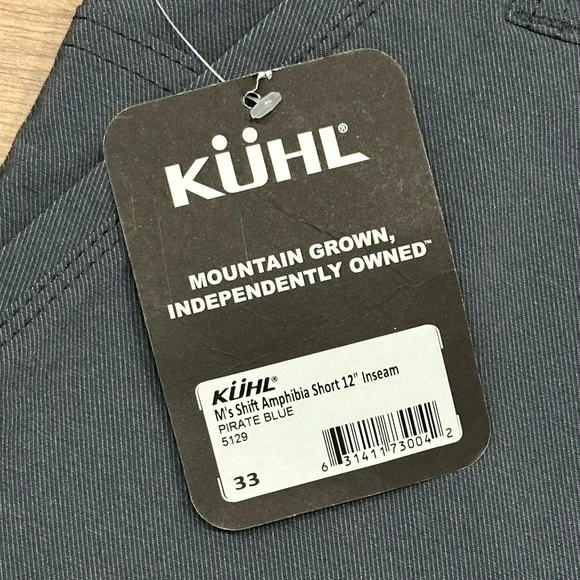 KÜHL®
MOUNTAIN GROWN,
INDEPENDENTLY OWNED™
KÜHL®
M's Shift Amphibia Short 12" Inseam
PIRATE BLUE
5129
33
6 31411 73004 2